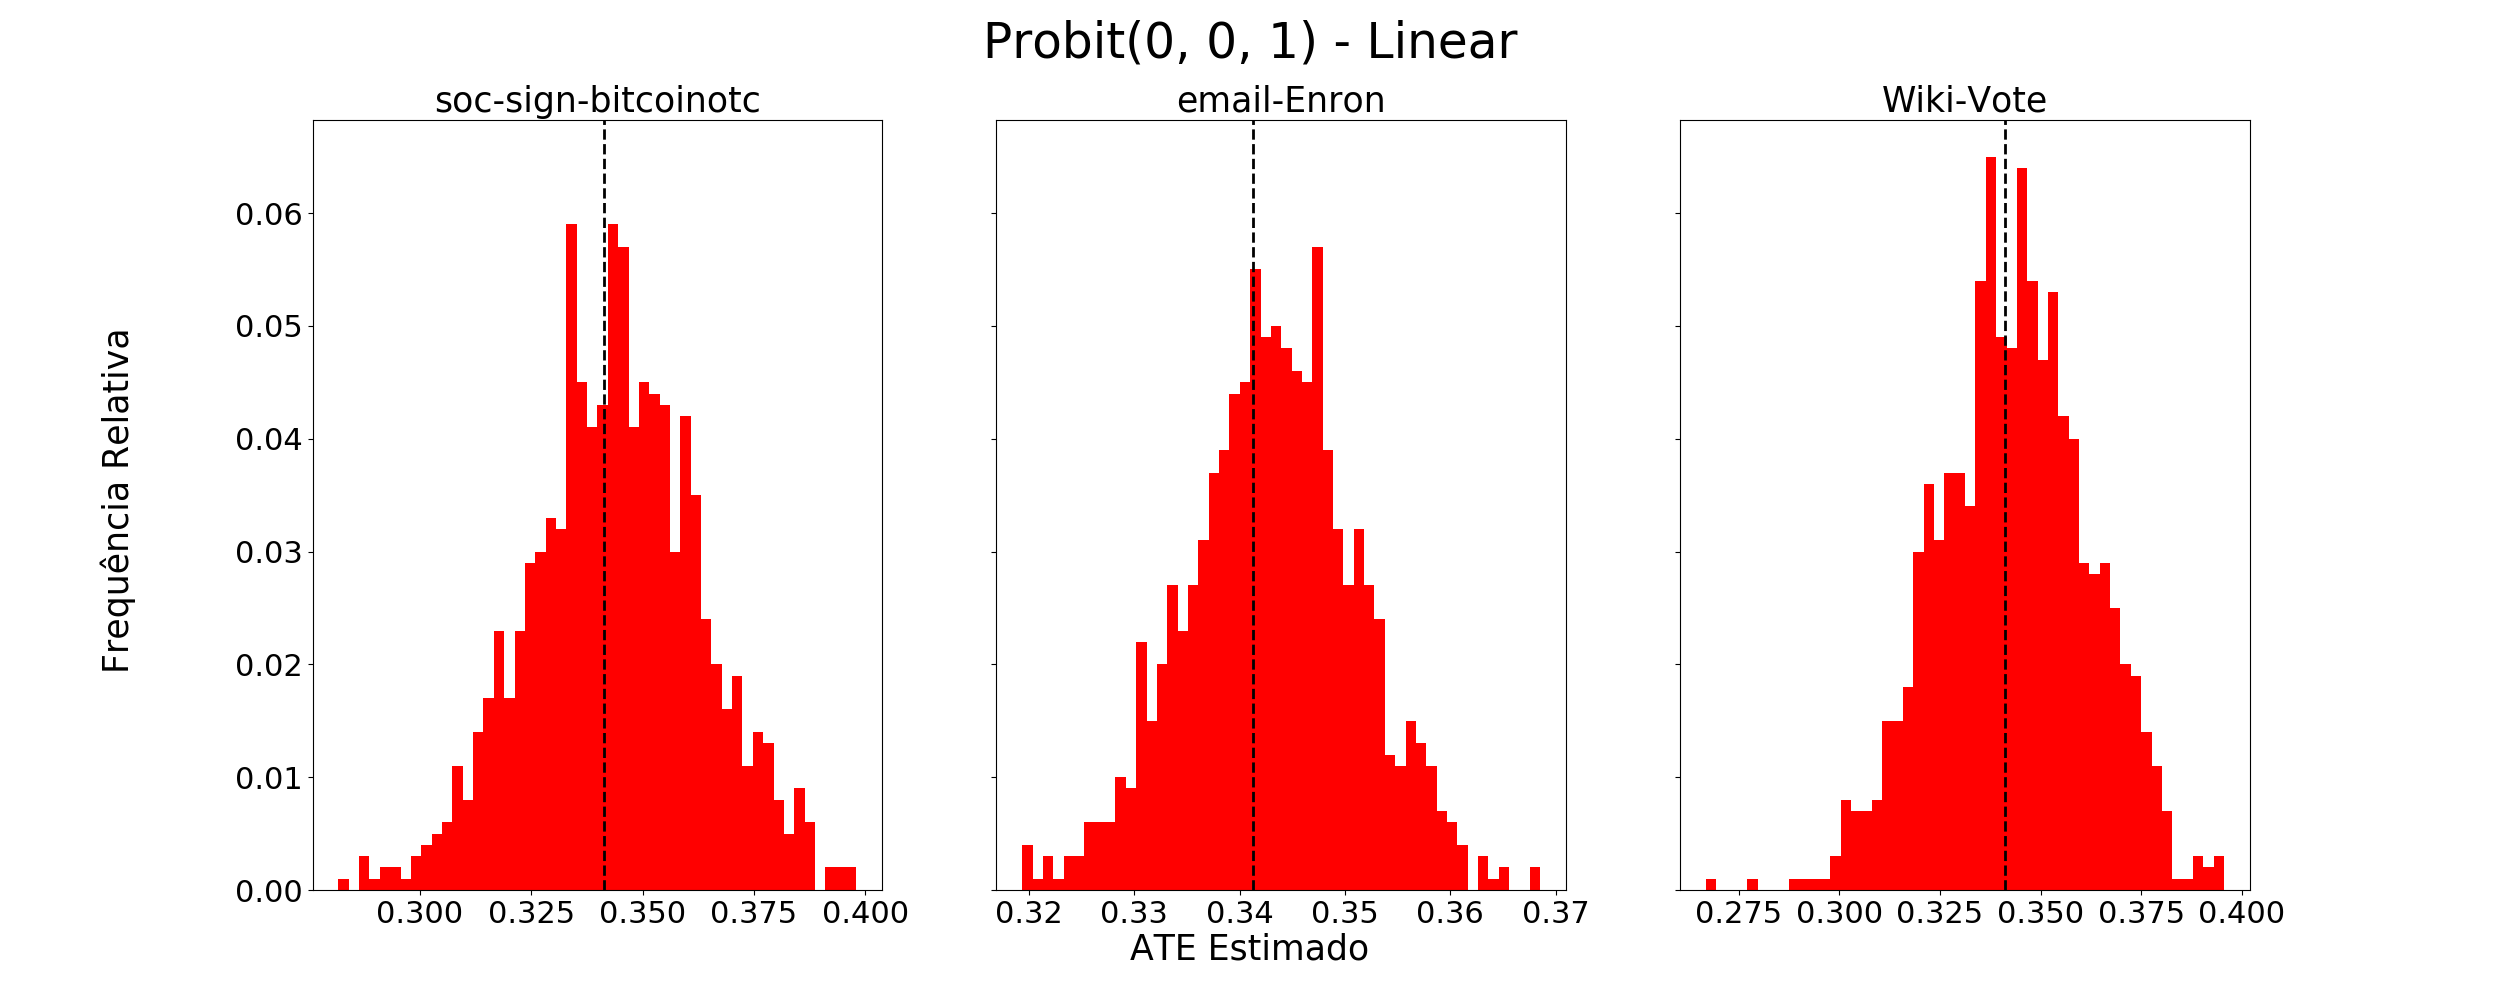 Probit(0, 0, 1) - Linear
soc-sign-bitcoinotc
email-Enron
Wiki-Vote
Frequência Relativa
0.06
0.05
0.04
0.03
0.02
0.01
0.00
0.300 0.325 0.350 0.375 0.400
0.32 0.33 0.34 0.35 0.36 0.37
0.275 0.300 0.325 0.350 0.375 0.400
ATE Estimado